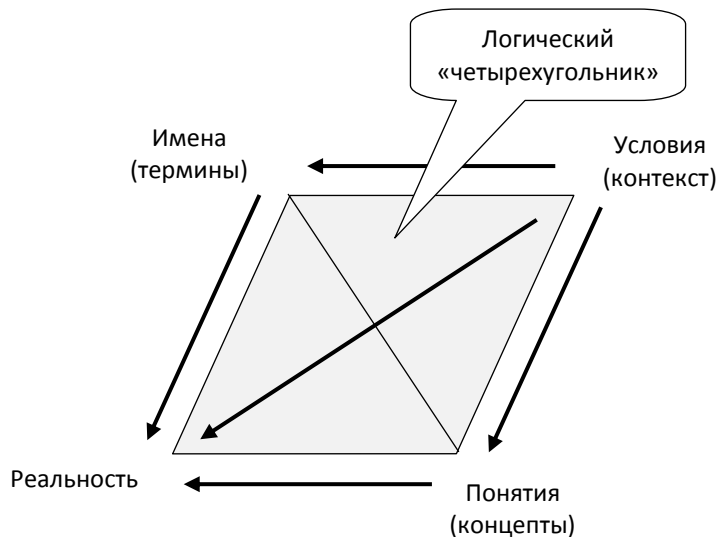 Логический
«четырехугольник»
Имена
(термины)
Условия
(контекст)
Реальность
Понятия
(концепты)